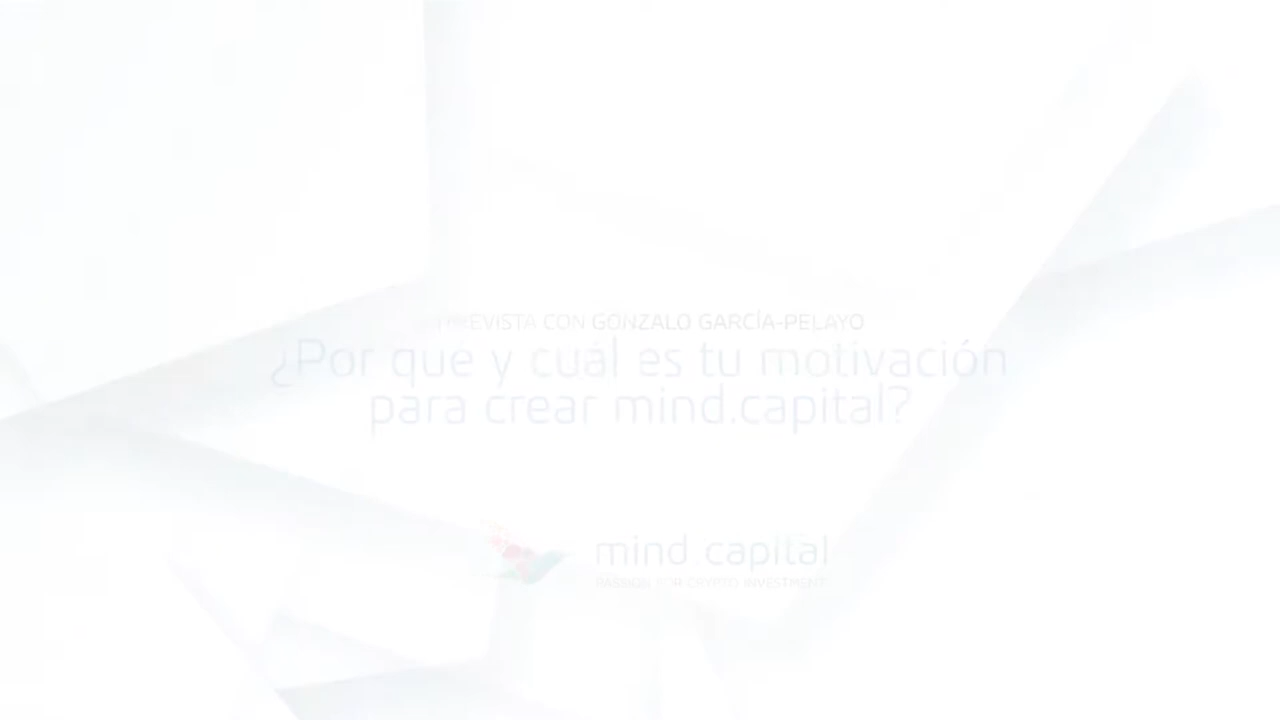 ENTREVISTA CON GONZALO GARCÍA-PELAYO
¿Por qué y cuál es tu motivación
para crear mind.capital?
mind.capital
PASSION FOR CRYPTO INVESTMENT